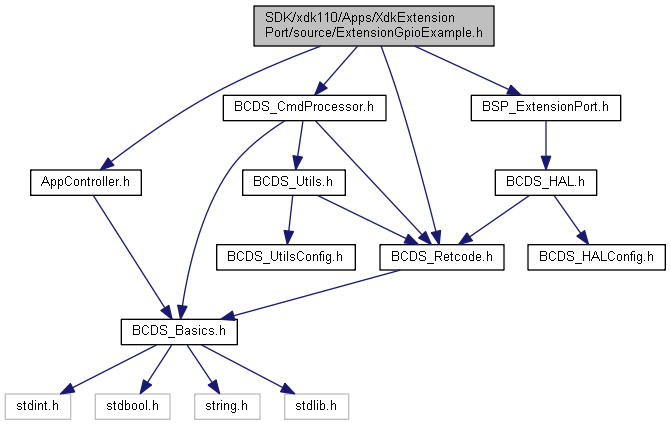 SDK/xdk110/Apps/XdkExtension
Port/source/ExtensionGpioExample.h
BCDS_CmdProcessor.h
BSP_ExtensionPort.h
AppController.h
BCDS_Utils.h
BCDS_HAL.h
BCDS_UtilsConfig.h
BCDS_Retcode.h
BCDS_HALConfig.h
BCDS_Basics.h
stdint.h
stdbool.h
string.h
stdlib.h